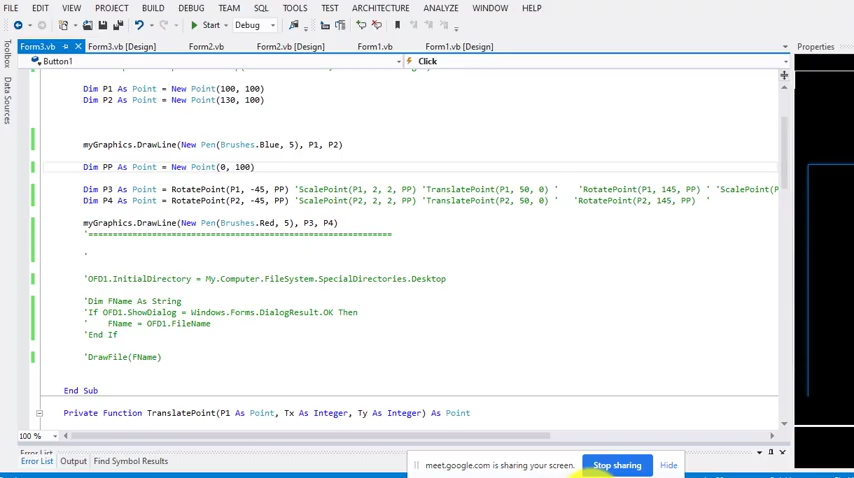 FILE EDIT VIEW PROJECT BUILD DEBUG TEAM SQL TOOLS TEST ARCHITECTURE ANALYZE WINDOW HELP
Start Debug
Form3.vb Form3.vb [Design] Form2.vb Form2.vb [Design] Form1.vb Form1.vb [Design]
Properties
Toolbox
Data Sources
Button1 Click
Dim P1 As Point = New Point(100, 100)
Dim P2 As Point = New Point(130, 100)
myGraphics.DrawLine(New Pen(Brushes.Blue, 5), P1, P2)
Dim PP As Point = New Point(0, 100)
Dim P3 As Point = RotatePoint(P1, -45, PP) 'ScalePoint(P1, 2, 2, PP) 'TranslatePoint(P1, 50, 0) ' 'RotatePoint(P1, 145, PP) ' 'ScalePoint(P
Dim P4 As Point = RotatePoint(P2, -45, PP) 'ScalePoint(P2, 2, 2, PP) 'TranslatePoint(P2, 50, 0) ' 'RotatePoint(P2, 145, PP) '
myGraphics.DrawLine(New Pen(Brushes.Red, 5), P3, P4)
'==============================================================
'
'OFD1.InitialDirectory = My.Computer.FileSystem.SpecialDirectories.Desktop
'Dim FName As String
'If OFD1.ShowDialog = Windows.Forms.DialogResult.OK Then
' FName = OFD1.FileName
'End If
'DrawFile(FName)
End Sub
Private Function TranslatePoint(P1 As Point, Tx As Integer, Ty As Integer) As Point
100 %
Error List Output Find Symbol Results
meet.google.com is sharing your screen. Stop sharing Hide